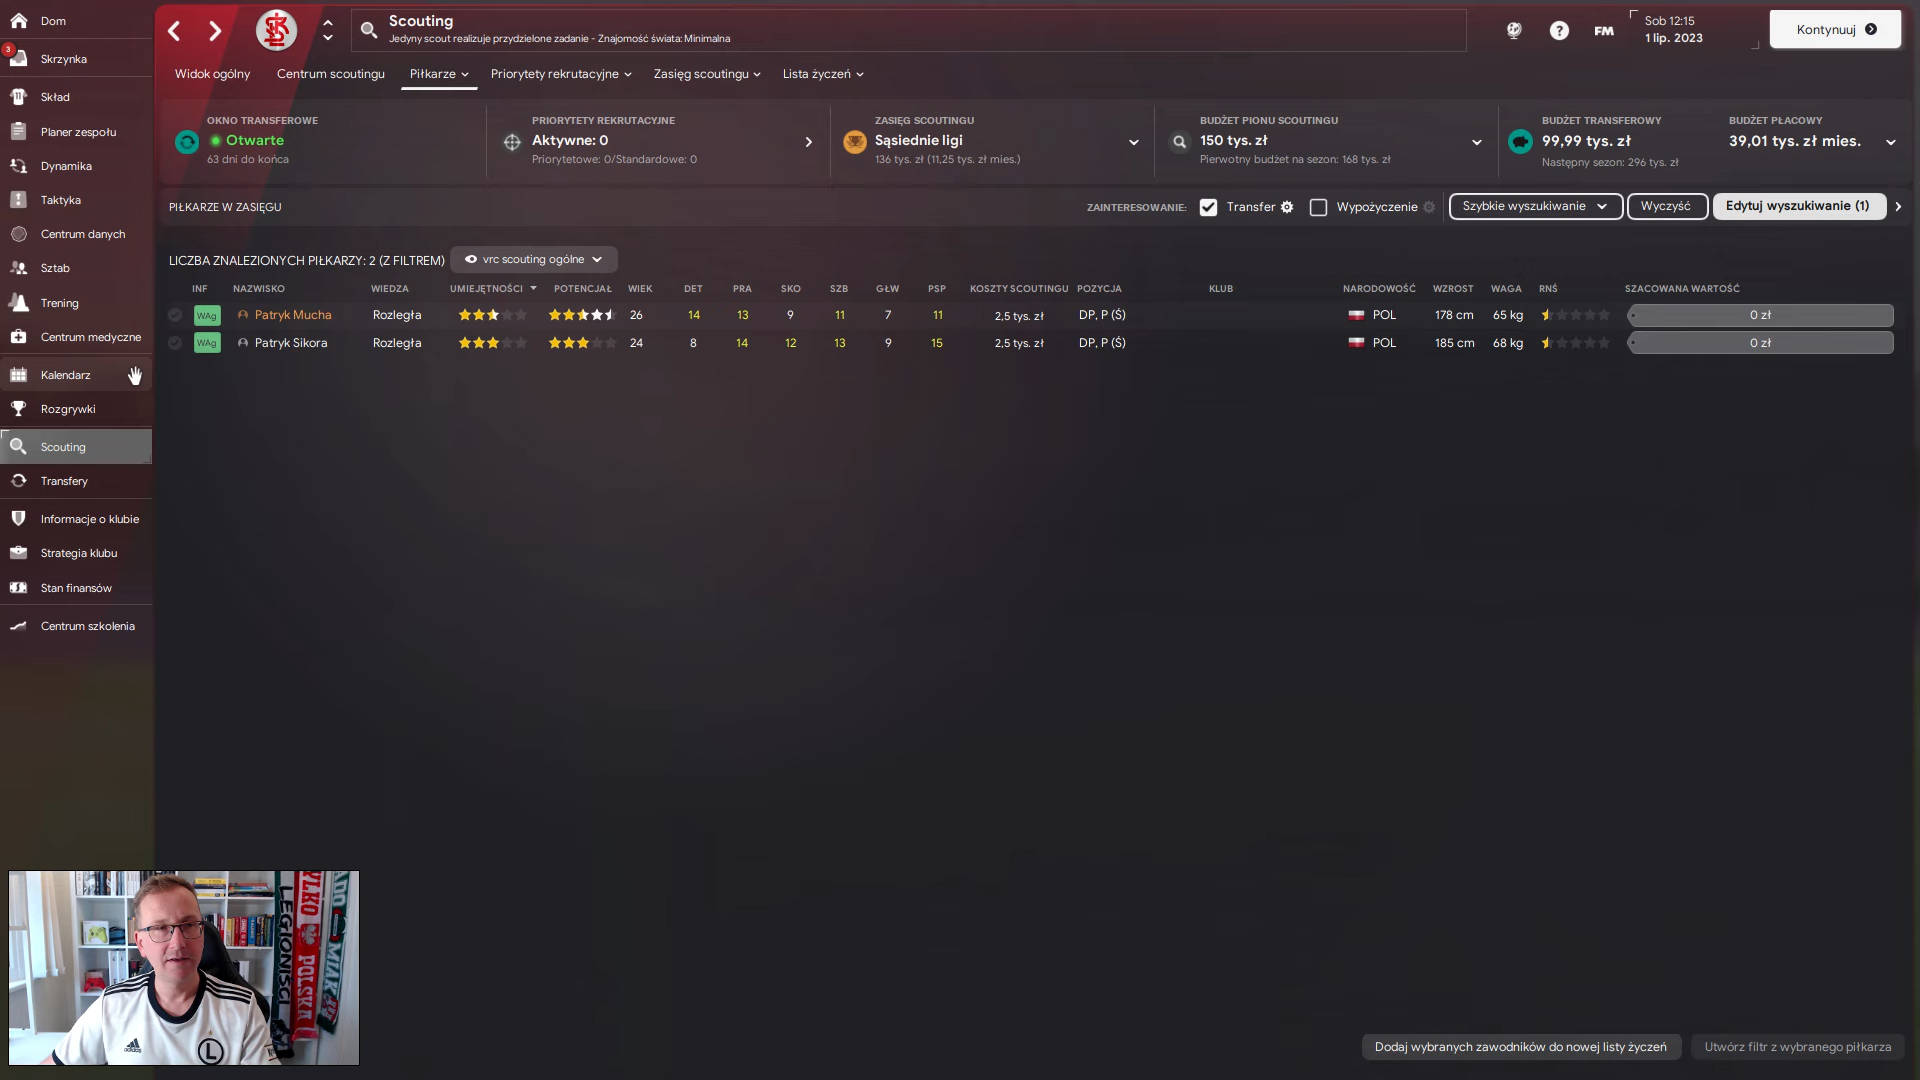 Dom
3
Skrzynka
Skład
Planer zespołu
Dynamika
Taktyka
Centrum danych
Sztab
Trening
Centrum medyczne
Kalendarz
Rozgrywki
Scouting
Transfery
Informacje o klubie
Strategia klubu
Stan finansów
Centrum szkolenia
Scouting
Jedyny scout realizuje przydzielone zadanie - Znajomość świata: Minimalna
FM
Sob 12:15
1 lip. 2023
Kontynuuj
Widok ogólny
Centrum scoutingu
Piłkarze
Priorytety rekrutacyjne
Zasięg scoutingu
Lista życzeń
OKNO TRANSFEROWE
Otwarte
63 dni do końca
PRIORYTETY REKRUTACYJNE
Aktywne: 0
Priorytetowe: 0/Standardowe: 0
ZASIĘG SCOUTINGU
Sąsiednie ligi
136 tys. zł (11,25 tys. zł mies.)
BUDŻET PIONU SCOUTINGU
150 tys. zł
Pierwotny budżet na sezon: 168 tys. zł
BUDŻET TRANSFEROWY
99,99 tys. zł
Następny sezon: 296 tys. zł
BUDŻET PŁACOWY
39,01 tys. zł mies.
PIŁKARZE W ZASIĘGU
ZAINTERESOWANIE:
Transfer
Wypożyczenie
Szybkie wyszukiwanie
Wyczyść
Edytuj wyszukiwanie (1)
LICZBA ZNALEZIONYCH PIŁKARZY: 2 (Z FILTREM)
vrc scouting ogólne
INF NAZWISKO WIEDZA UMIEJĘTNOŚCI POTENCJAŁ WIEK DET PRA SKO SZB GŁW PSP KOSZTY SCOUTINGU POZYCJA KLUB NARODOWOŚĆ WZROST WAGA RNŚ SZACOWANA WARTOŚĆ
WAg Patryk Mucha Rozległa 26 14 13 9 11 7 11 2,5 tys. zł DP, P (Ś) POL 178 cm 65 kg 0 zł
WAg Patryk Sikora Rozległa 24 8 14 12 13 9 15 2,5 tys. zł DP, P (Ś) POL 185 cm 68 kg 0 zł
LEGIONIŚCI
POLSKA
adidas
L
Dodaj wybranych zawodników do nowej listy życzeń
Utwórz filtr z wybranego piłkarza